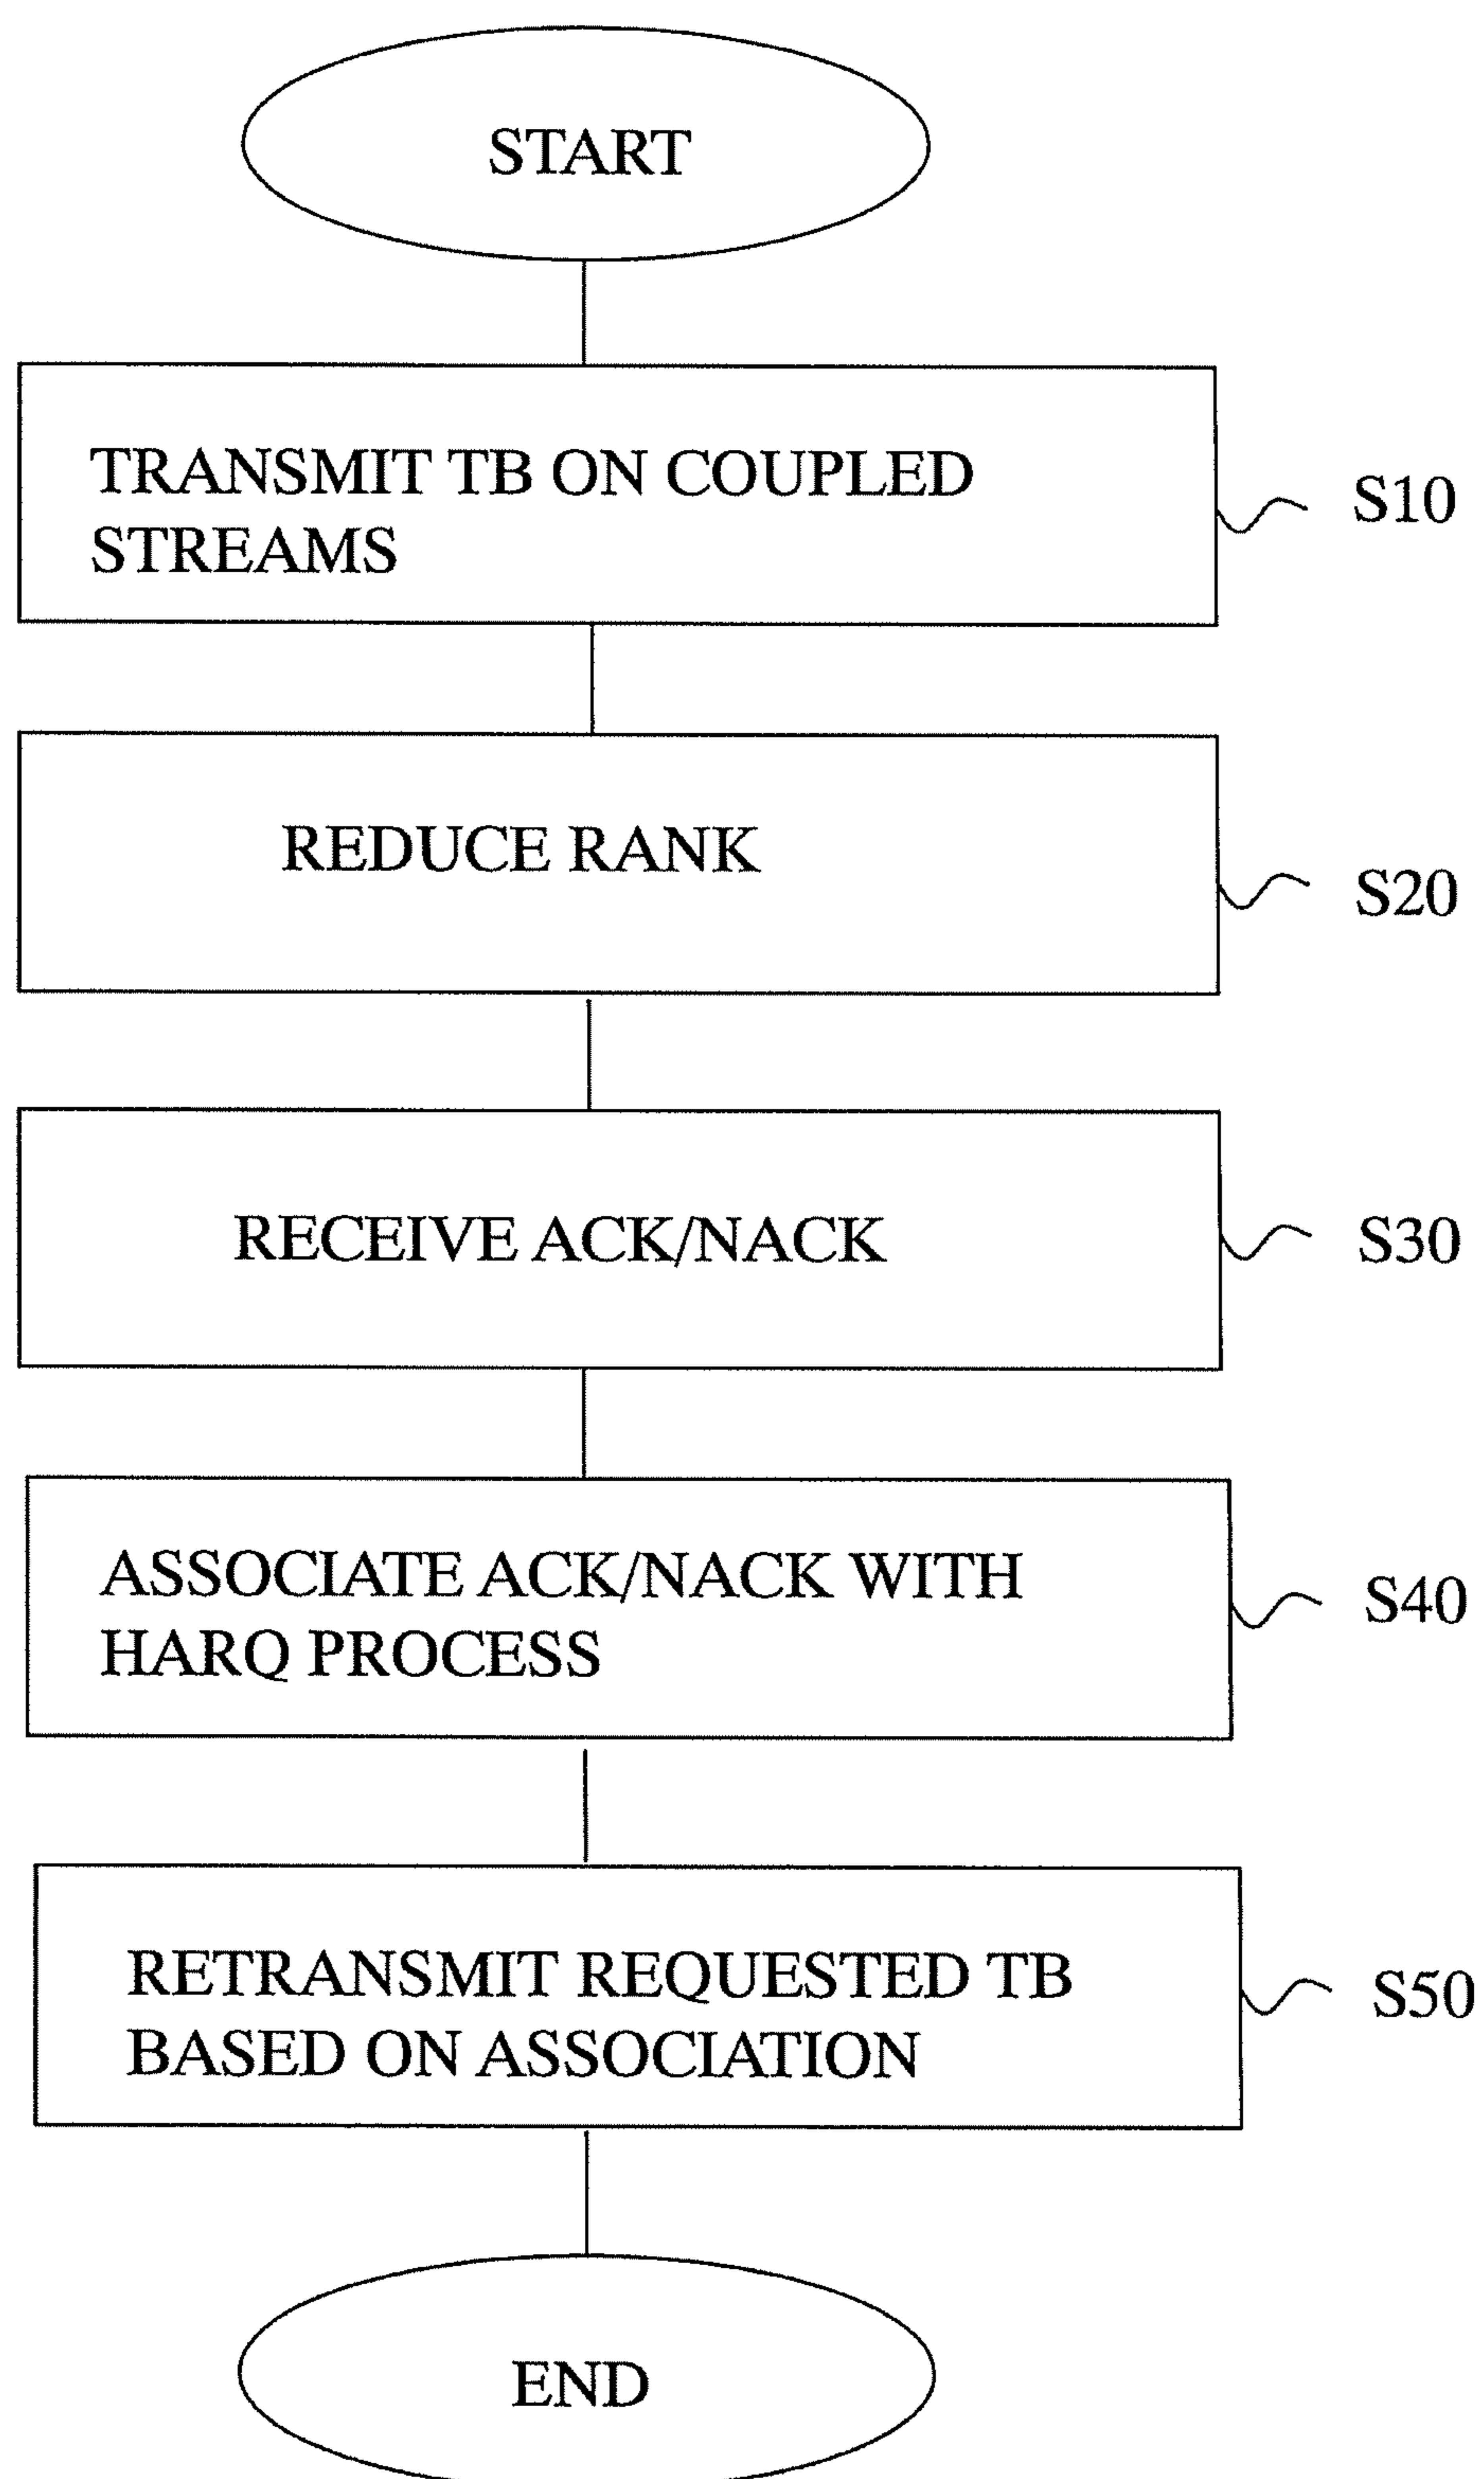 START
TRANSMIT TB ON COUPLED
STREAMS
S10
REDUCE RANK
S20
RECEIVE ACK/NACK
S30
ASSOCIATE ACK/NACK WITH
HARQ PROCESS
S40
RETRANSMIT REQUESTED TB
BASED ON ASSOCIATION
S50
END